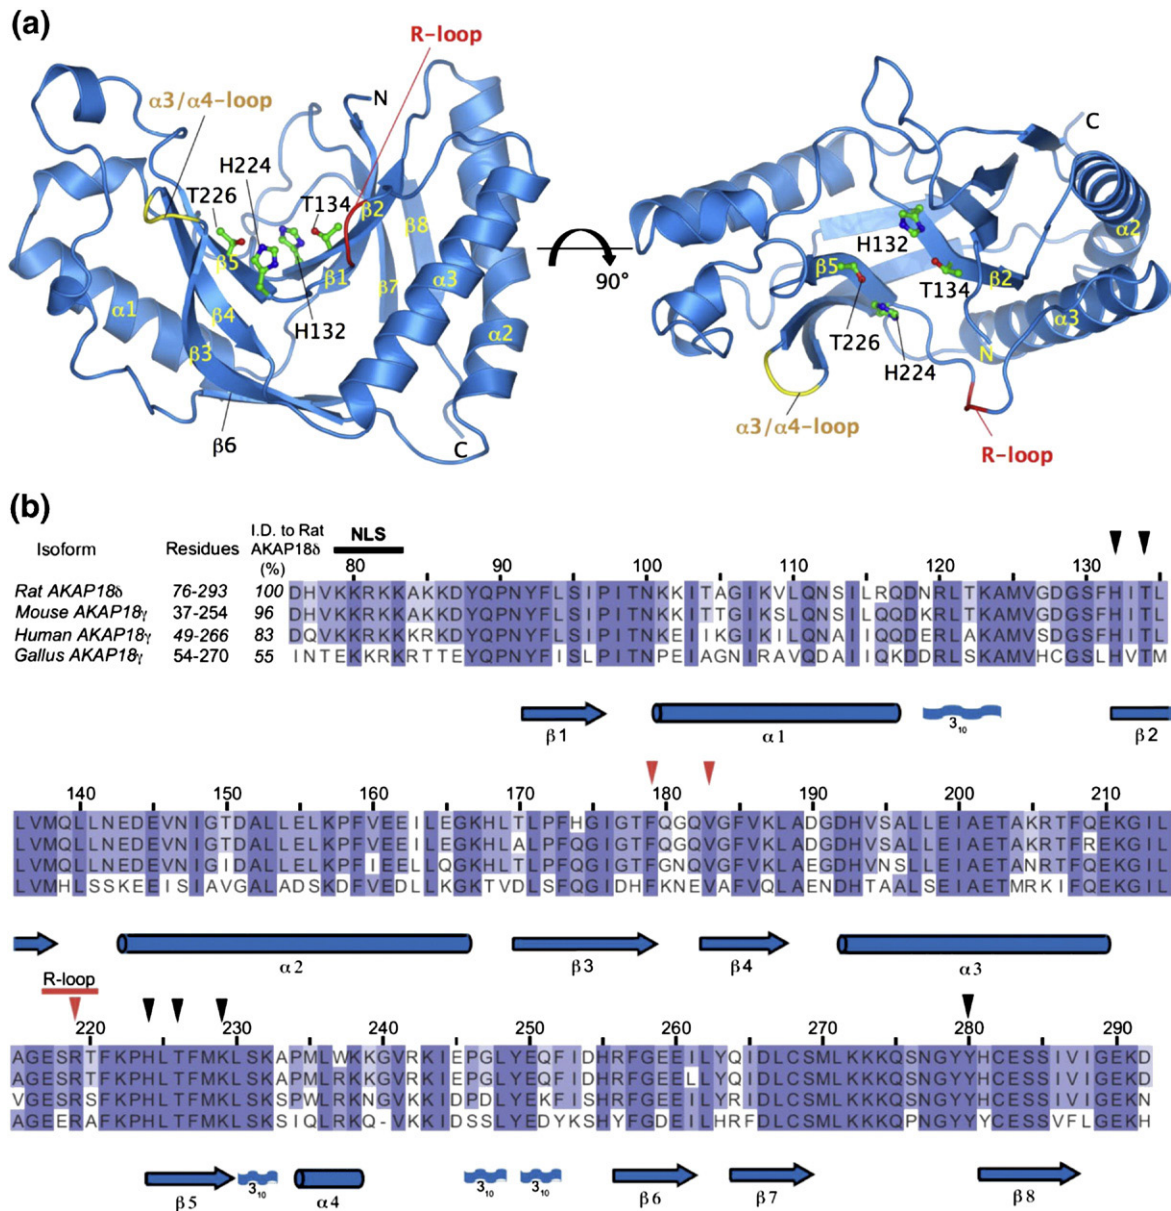 (a)
R-loop
α3/α4-loop
N
H224
T226
T134
β2
β8
β5
β1
β7
α3
α1
β4
H132
α2
β3
β6
C
90°
C
H132
α2
β5
T134
β2
α3
T226
N
H224
α3/α4-loop
R-loop
(b)
Isoform Residues I.D. to Rat AKAP18δ (%) NLS
80 90 100 110 120 130
Rat AKAP18δ 76-293 100 DHVKKRKKAKKDYQPNYFLSIPITNKKITAGIKVLQNSILRQDNRLTKAMVGDGSFHITL
Mouse AKAP18γ 37-254 96 DHVKKRKKAKKDYQPNYFLSIPITNKKITTGIKVLQNSILQQDKRLTKAMVGDGSFHITL
Human AKAP18γ 49-266 83 DQVKKRKKKRKDYQPNYFLSIPITNKEIIKGIKILQNAIIQQDERLAKAMVSDGSFHITL
Gallus AKAP18γ 54-270 55 INTEKKRKRTTEYQPNYFISLPITNPEIAGNIRAVQDAIIQKDDRLSKAMVHCGSLHVTM
β1 α1 3₁₀ β2
140 150 160 170 180 190 200 210
LVMQLLNEDEVNIGTDALLELKPFVEEILEGKHLTLPFHGIGTFQGQVGFVKLADGDHVSALLEIAETAKRTFQEKGIL
LVMQLLNEDEVNIGTDALLELKPFVEEILEGKHLALPFQGIGTFQGQVGFVKLADGDHVSALLEIAETAKRTFREKGIL
LVMQLLNEDEVNIGIDALLELKPFIEELLQGKHLTLPFQGIGTFGNQVGFVKLAEGDHVNSLLEIAETANRTFQEKGIL
LVMHLSSKEEISIAVGALADSKDFVEDLLKGKTVDLSFQGIDHFKNEVAFVQLAENDHTAALSEIAETMRKIFQEKGIL
α2 β3 β4 α3
R-loop
220 230 240 250 260 270 280 290
AGESRTFKPHLTFMKLSKAPMLWKKGVRKIEPGLYEQFIDHRFGEEILYQIDLCSMLKKKQSNGYYHCESSIVIGEKD
AGESRTFKPHLTFMKLSKAPMLRKKGVRKIEPGLYEQFIDHRFGEELLYQIDLCSMLKKKQSNGYYHCESSIVIGEKD
VGESRSFKPHLTFMKLSKSPWLRKNGVKKIDPDLYEKFISHRFGEEILYRIDLCSMLKKKQSNGYYHCESSIVIGEKN
AGEERAFKPHLTFMKLSKSIQLRKQ-VKKIDSSLYEDYKSHYFGDEILHRFDLCSMLKKKQPNGYYYCESSVFLGEKH
β5 3₁₀ α4 3₁₀ 3₁₀ β6 β7 β8